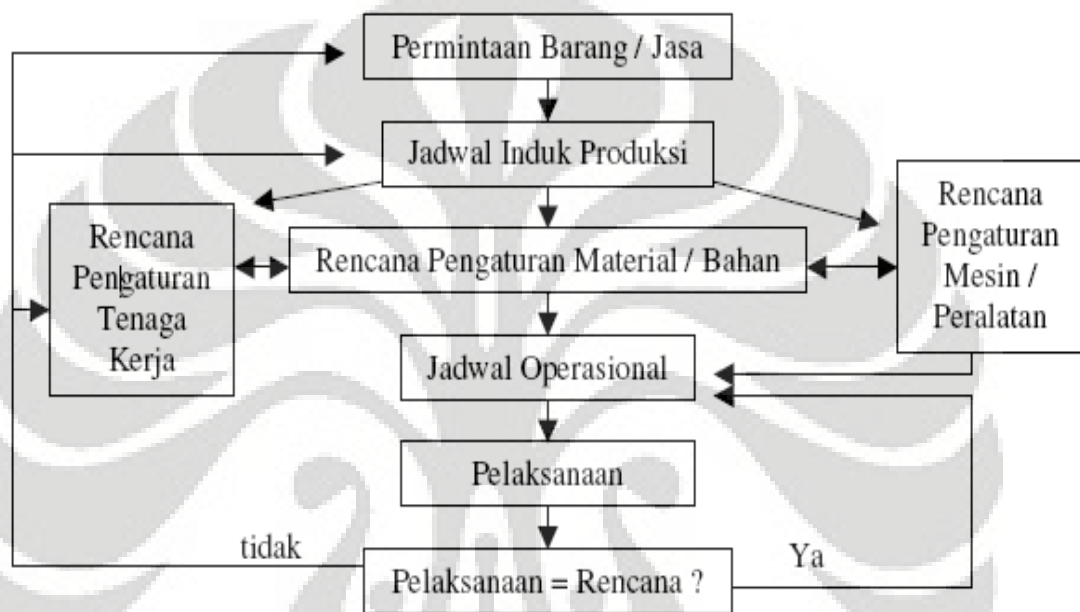 Permintaan Barang / Jasa
Jadwal Induk Produksi
Rencana
Pengaturan
Tenaga
Kerja
Rencana Pengaturan Material / Bahan
Rencana
Pengaturan
Mesin /
Peralatan
Jadwal Operasional
Pelaksanaan
tidak
Pelaksanaan = Rencana ?
Ya